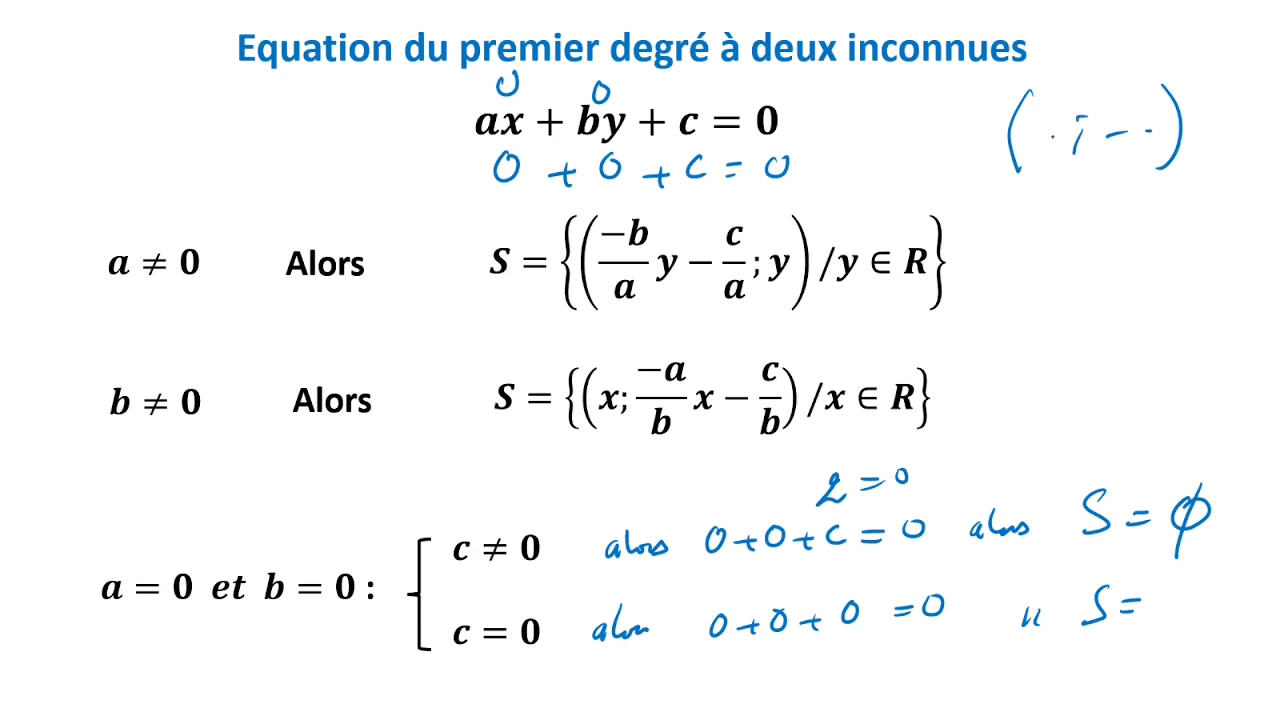 Equation du premier degré à deux inconnues
0 0
ax + by + c = 0
0 + 0 + c = 0
( . ; - - )
a ≠ 0 Alors S = {(-b/a y - c/a ; y) / y ∈ R}
b ≠ 0 Alors S = {(x; -a/b x - c/b) / x ∈ R}
2 = 0
a = 0 et b = 0 : {
c ≠ 0 alors 0+0+c = 0 alors S = ϕ
c = 0 alors 0+0+0 = 0 " S =